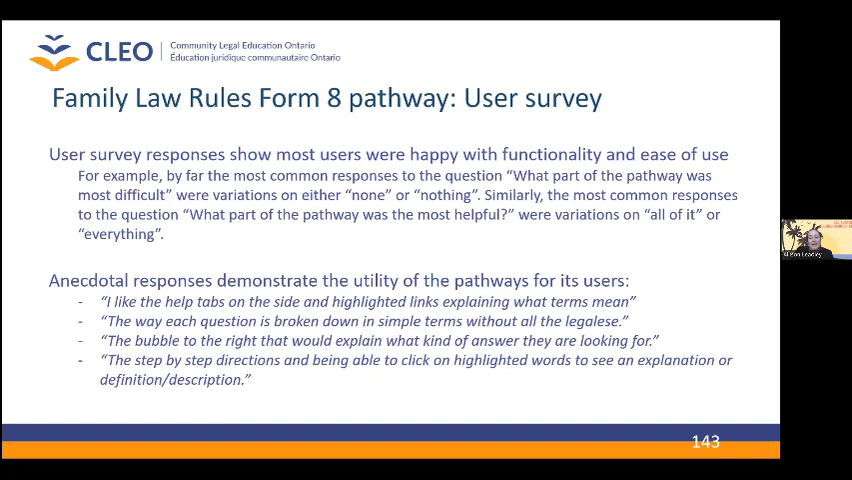 CLEO
Community Legal Education Ontario
Éducation juridique communautaire Ontario
Family Law Rules Form 8 pathway: User survey
User survey responses show most users were happy with functionality and ease of use
For example, by far the most common responses to the question “What part of the pathway was
most difficult” were variations on either “none” or “nothing”. Similarly, the most common responses
to the question “What part of the pathway was the most helpful?” were variations on “all of it” or
“everything”.
Anecdotal responses demonstrate the utility of the pathways for its users:
- “I like the help tabs on the side and highlighted links explaining what terms mean”
- “The way each question is broken down in simple terms without all the legalese.”
- “The bubble to the right that would explain what kind of answer they are looking for.”
- “The step by step directions and being able to click on highlighted words to see an explanation or
definition/description.”
143